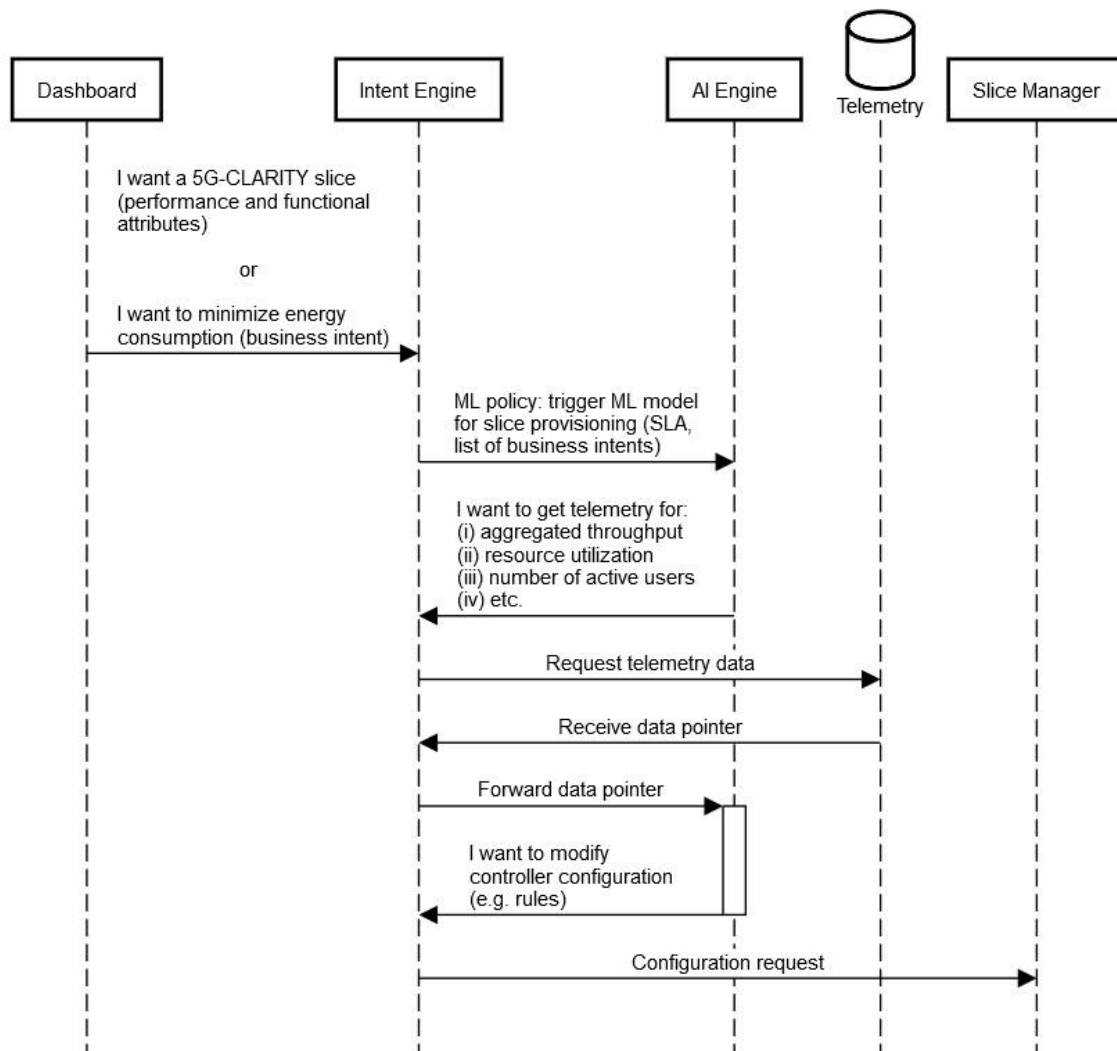 Dashboard
Intent Engine
AI Engine
Telemetry
Slice Manager
I want a 5G-CLARITY slice
(performance and functional
attributes)
or
I want to minimize energy
consumption (business intent)
ML policy: trigger ML model
for slice provisioning (SLA,
list of business intents)
I want to get telemetry for:
(i) aggregated throughput
(ii) resource utilization
(iii) number of active users
(iv) etc.
Request telemetry data
Receive data pointer
Forward data pointer
I want to modify
controller configuration
(e.g. rules)
Configuration request